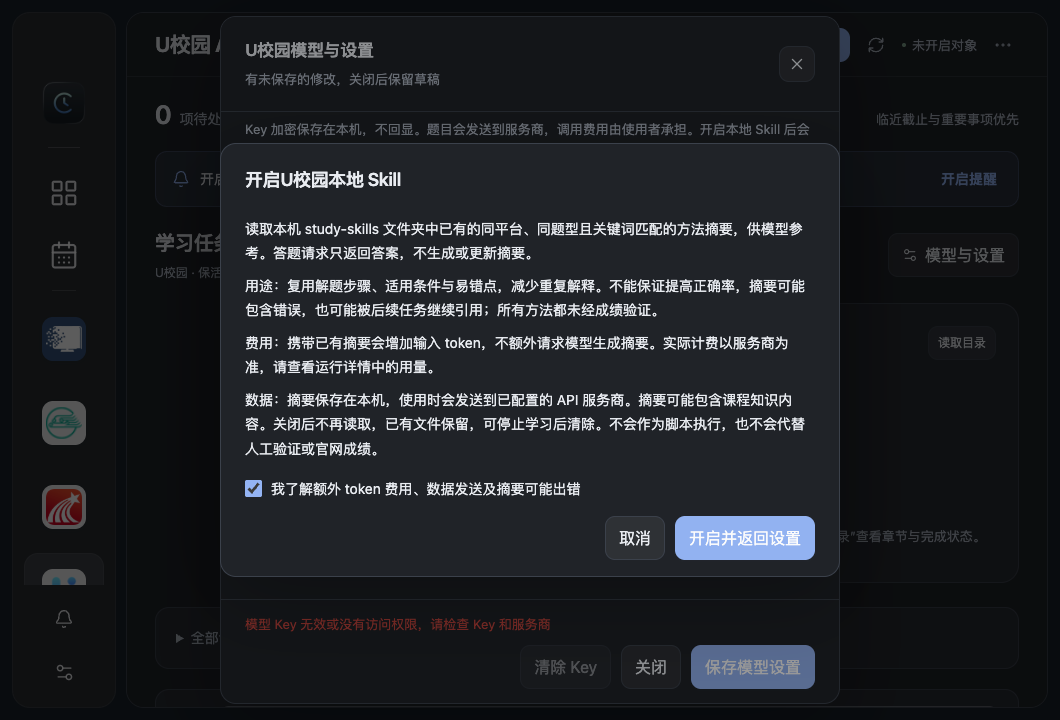 U校园
U校园模型与设置
有未保存的修改，关闭后保留草稿
未开启对象
0 项待处
Key 加密保存在本机，不回显。题目会发送到服务商，调用费用由使用者承担。开启本地 Skill 后会
临近截止与重要事项优先
开启U校园本地 Skill
开启提醒
读取本机 study-skills 文件夹中已有的同平台、同题型且关键词匹配的方法摘要，供模型参
考。答题请求只返回答案，不生成或更新摘要。
学习任务
U校园 · 保活
模型与设置
用途：复用解题步骤、适用条件与易错点，减少重复解释。不能保证提高正确率，摘要可能
包含错误，也可能被后续任务继续引用；所有方法都未经成绩验证。
费用：携带已有摘要会增加输入 token，不额外请求模型生成摘要。实际计费以服务商为
准，请查看运行详情中的用量。
读取目录
数据：摘要保存在本机，使用时会发送到已配置的 API 服务商。摘要可能包含课程知识内
容。关闭后不再读取，已有文件保留，可停止学习后清除。不会作为脚本执行，也不会代替
人工验证或官网成绩。
我了解额外 token 费用、数据发送及摘要可能出错
取消
开启并返回设置
录”查看章节与完成状态。
模型 Key 无效或没有访问权限，请检查 Key 和服务商
全部
清除 Key
关闭
保存模型设置